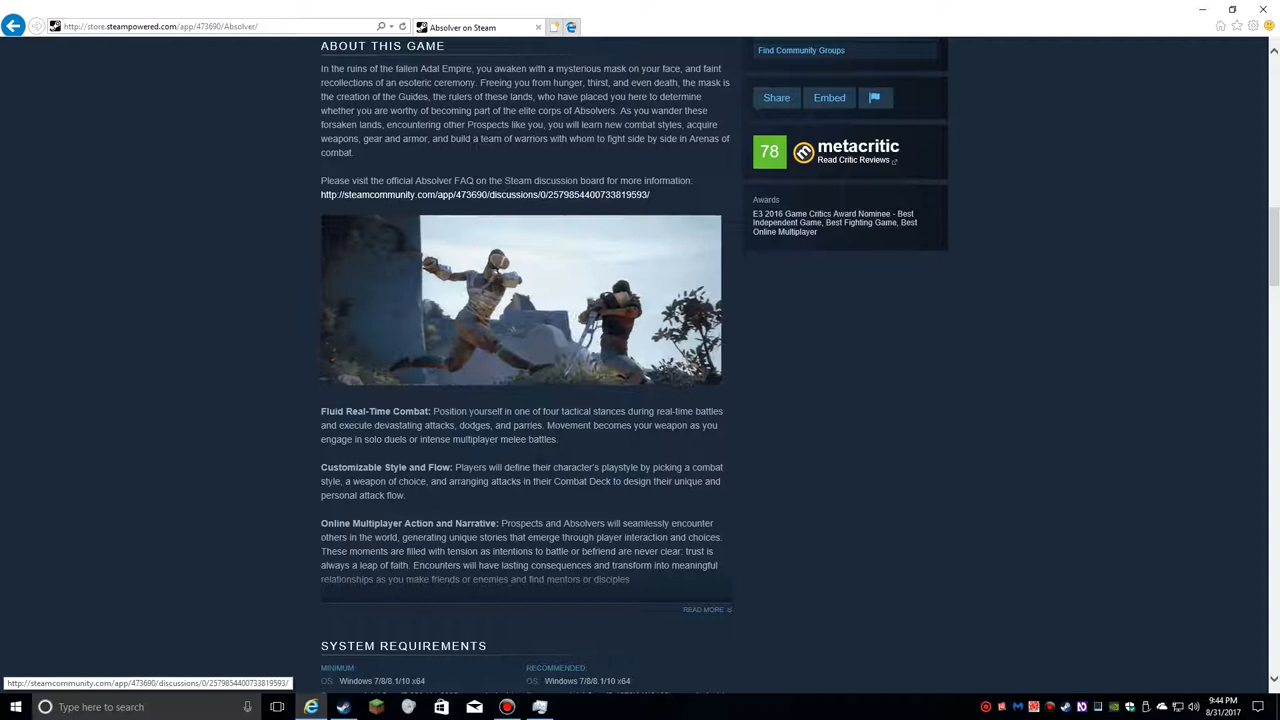 http://store.steampowered.com/app/473690/Absolver/
Absolver on Steam
ABOUT THIS GAME
In the ruins of the fallen Adal Empire, you awaken with a mysterious mask on your face, and faint
recollections of an esoteric ceremony. Freeing you from hunger, thirst, and even death, the mask is
the creation of the Guides, the rulers of these lands, who have placed you here to determine
whether you are worthy of becoming part of the elite corps of Absolvers. As you wander these
forsaken lands, encountering other Prospects like you, you will learn new combat styles, acquire
weapons, gear and armor, and build a team of warriors with whom to fight side by side in Arenas of
combat.
Please visit the official Absolver FAQ on the Steam discussion board for more information:
http://steamcommunity.com/app/473690/discussions/0/2579854400733819593/
Fluid Real-Time Combat: Position yourself in one of four tactical stances during real-time battles
and execute devastating attacks, dodges, and parries. Movement becomes your weapon as you
engage in solo duels or intense multiplayer melee battles.
Customizable Style and Flow: Players will define their character's playstyle by picking a combat
style, a weapon of choice, and arranging attacks in their Combat Deck to design their unique and
personal attack flow.
Online Multiplayer Action and Narrative: Prospects and Absolvers will seamlessly encounter
others in the world, generating unique stories that emerge through player interaction and choices.
These moments are filled with tension as intentions to battle or befriend are never clear: trust is
always a leap of faith. Encounters will have lasting consequences and transform into meaningful
relationships as you make friends or enemies and find mentors or disciples
READ MORE
SYSTEM REQUIREMENTS
MINIMUM:
OS: Windows 7/8/8.1/10 x64
RECOMMENDED:
OS: Windows 7/8/8.1/10 x64
Find Community Groups
Share
Embed
78
metacritic
Read Critic Reviews
Awards
E3 2016 Game Critics Award Nominee - Best
Independent Game, Best Fighting Game, Best
Online Multiplayer
http://steamcommunity.com/app/473690/discussions/0/2579854400733819593/
Type here to search
9:44 PM
8/31/2017